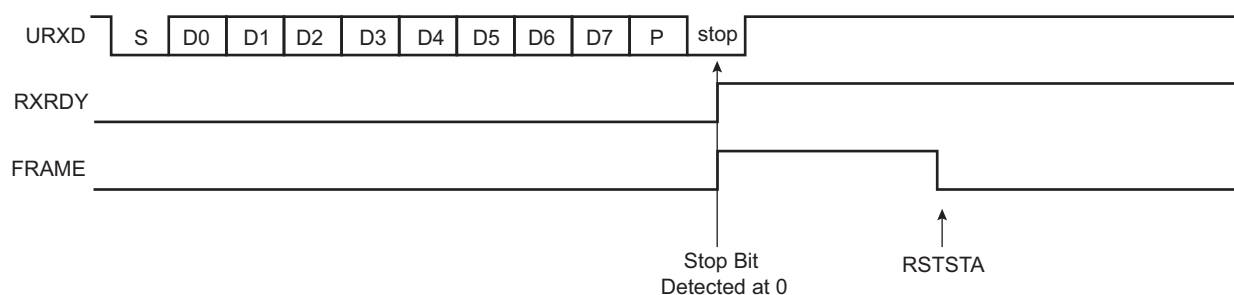 URXD S D0 D1 D2 D3 D4 D5 D6 D7 P stop
RXRDY
FRAME
Stop Bit
Detected at 0
RSTSTA